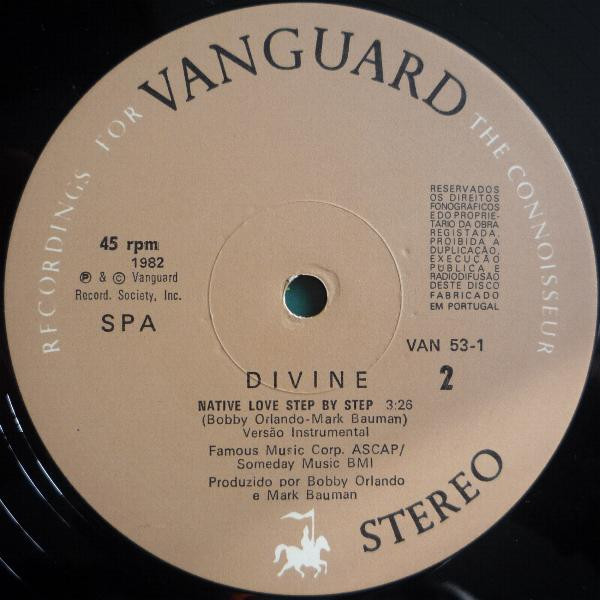 RECORDINGS FOR VANGUARD THE CONNOISSEUR
45 rpm
1982
℗ & © Vanguard
Record. Society, Inc.
SPA
RESERVADOS
OS DIREITOS
FONOGRÁFICOS
E DO PROPRIE-
TÁRIO DA OBRA
REGISTADA,
PROIBIDA A
DUPLICAÇÃO,
EXECUÇÃO
PÚBLICA E
RADIODIFUSÃO
DESTE DISCO
FABRICADO
EM PORTUGAL
VAN 53-1
2
DIVINE
NATIVE LOVE STEP BY STEP 3:26
(Bobby Orlando-Mark Bauman)
Versão Instrumental
Famous Music Corp. ASCAP/
Someday Music BMI
Produzido por Bobby Orlando
e Mark Bauman
STEREO